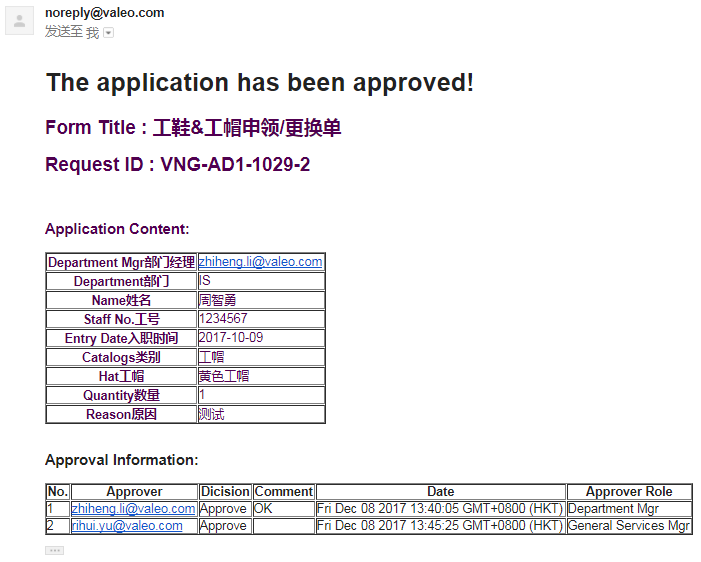 noreply@valeo.com
发送至 我
The application has been approved!
Form Title : 工鞋&工帽申领/更换单
Request ID : VNG-AD1-1029-2
Application Content:
Department Mgr部门经理 zhiheng.li@valeo.com
Department部门 IS
Name姓名 周智勇
Staff No.工号 1234567
Entry Date入职时间 2017-10-09
Catalogs类别 工帽
Hat工帽 黄色工帽
Quantity数量 1
Reason原因 测试
Approval Information:
No. Approver Dicision Comment Date Approver Role
1 zhiheng.li@valeo.com Approve OK Fri Dec 08 2017 13:40:05 GMT+0800 (HKT) Department Mgr
2 rihui.yu@valeo.com Approve Fri Dec 08 2017 13:45:25 GMT+0800 (HKT) General Services Mgr